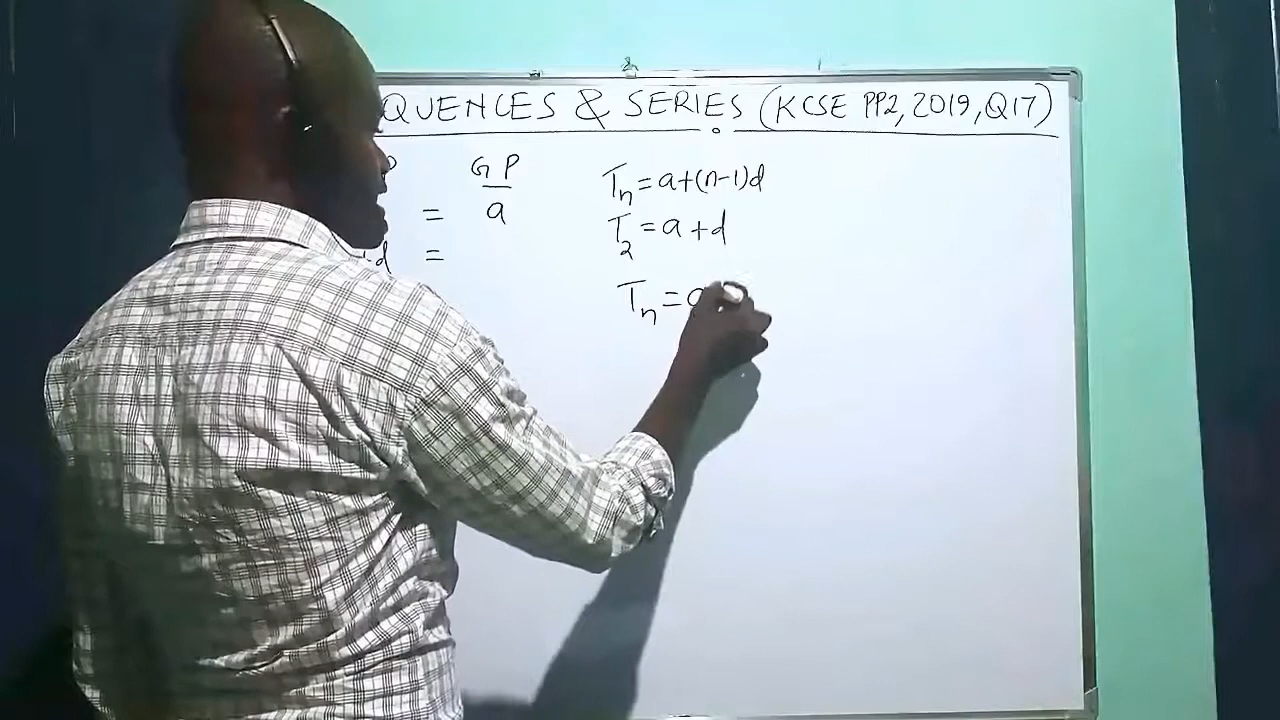 QUENCES & SERIES (KCSE PP2, 2019, Q17)
P GP
= a
+d =
Tn = a+(n-1)d
T2 = a+d
Tn = a